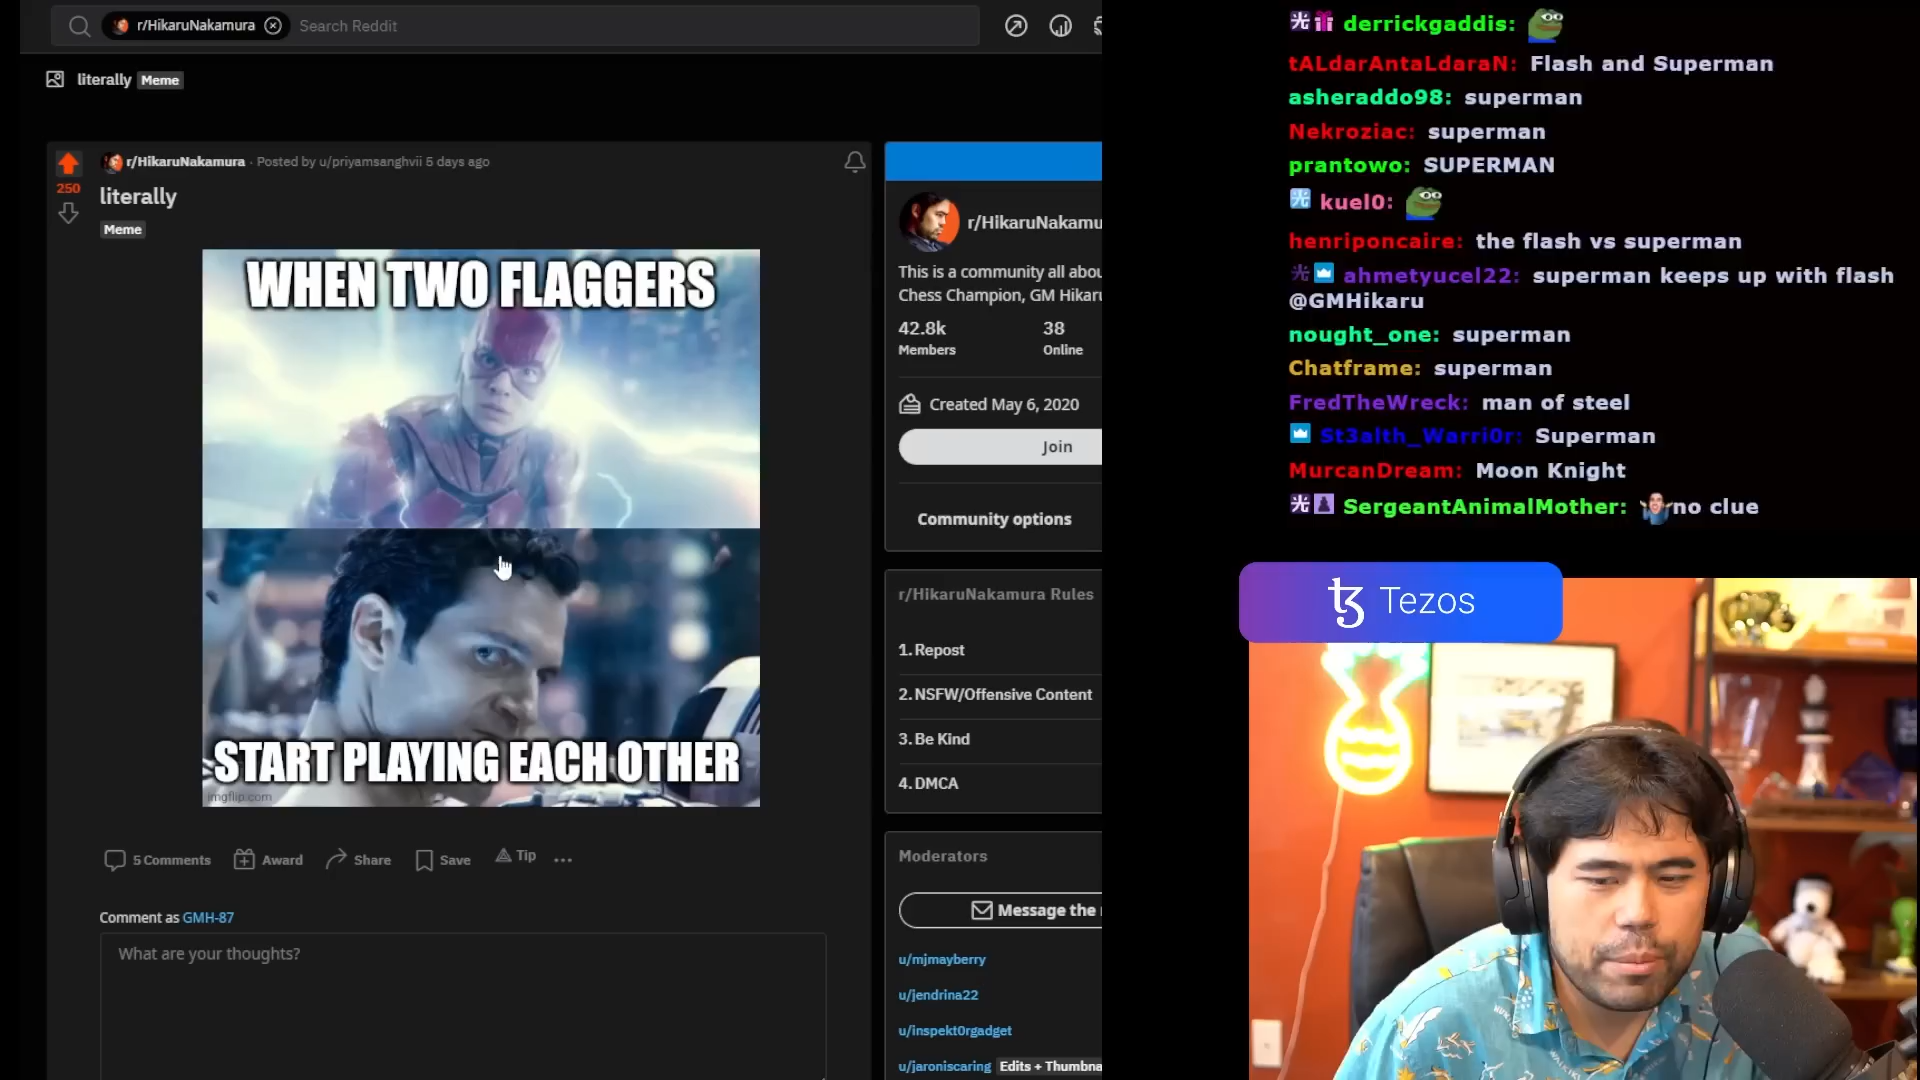 r/HikaruNakamura
Search Reddit
literally Meme
r/HikaruNakamura · Posted by u/priyamsanghvii 5 days ago
250
literally
Meme
WHEN TWO FLAGGERS
START PLAYING EACH OTHER
imgflip.com
5 Comments
Award
Share
Save
Tip
Comment as GMH-87
What are your thoughts?
r/HikaruNakamu
This is a community all abou
Chess Champion, GM Hikar
42.8k
Members
38
Online
Created May 6, 2020
Join
Community options
r/HikaruNakamura Rules
1. Repost
2. NSFW/Offensive Content
3. Be Kind
4. DMCA
Moderators
Message the
u/mjmayberry
u/jendrina22
u/inspekt0rgadget
u/jaroniscaring Edits + Thumbna
光 derrickgaddis:
tALdarAntaLdaraN: Flash and Superman
asheraddo98: superman
Nekroziac: superman
prantowo: SUPERMAN
光 kuel0:
henriponcaire: the flash vs superman
光 ahmetyucel22: superman keeps up with flash
@GMHikaru
nought_one: superman
Chatframe: superman
FredTheWreck: man of steel
St3alth_Warri0r: Superman
MurcanDream: Moon Knight
光 SergeantAnimalMother: no clue
Tezos